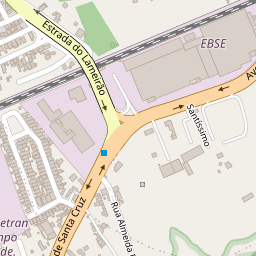 Estrada do Lameirão
EBSE
Av
Santíssimo
de Santa Cruz
Rua Almeida
etran
mpo
de.